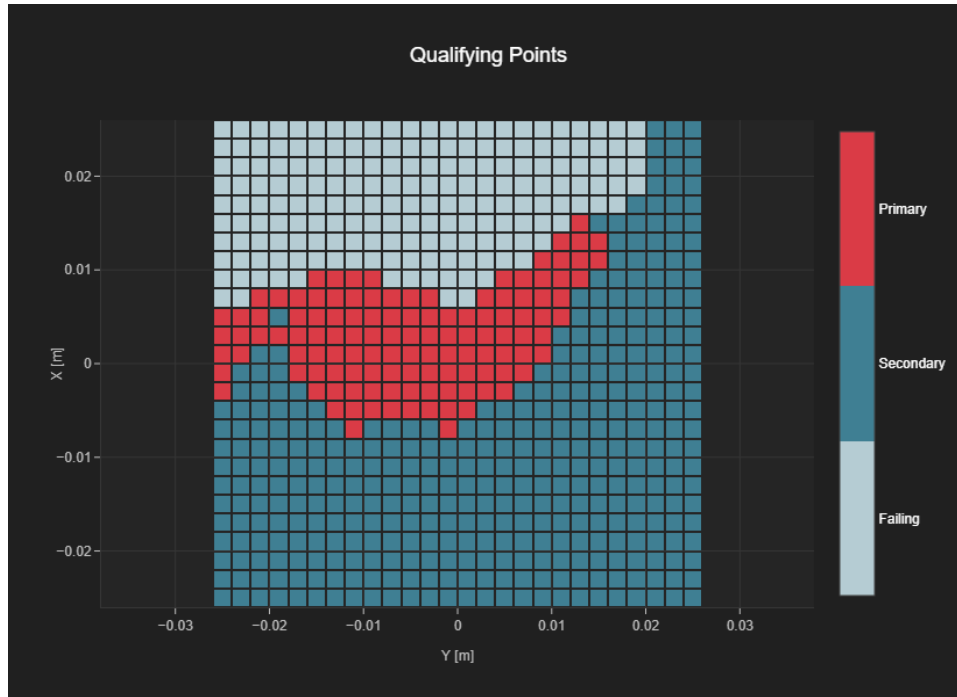 Qualifying Points
0.02
0.01
0
−0.01
−0.02
X [m]
−0.03
−0.02
−0.01
0
0.01
0.02
0.03
Y [m]
Primary
Secondary
Failing